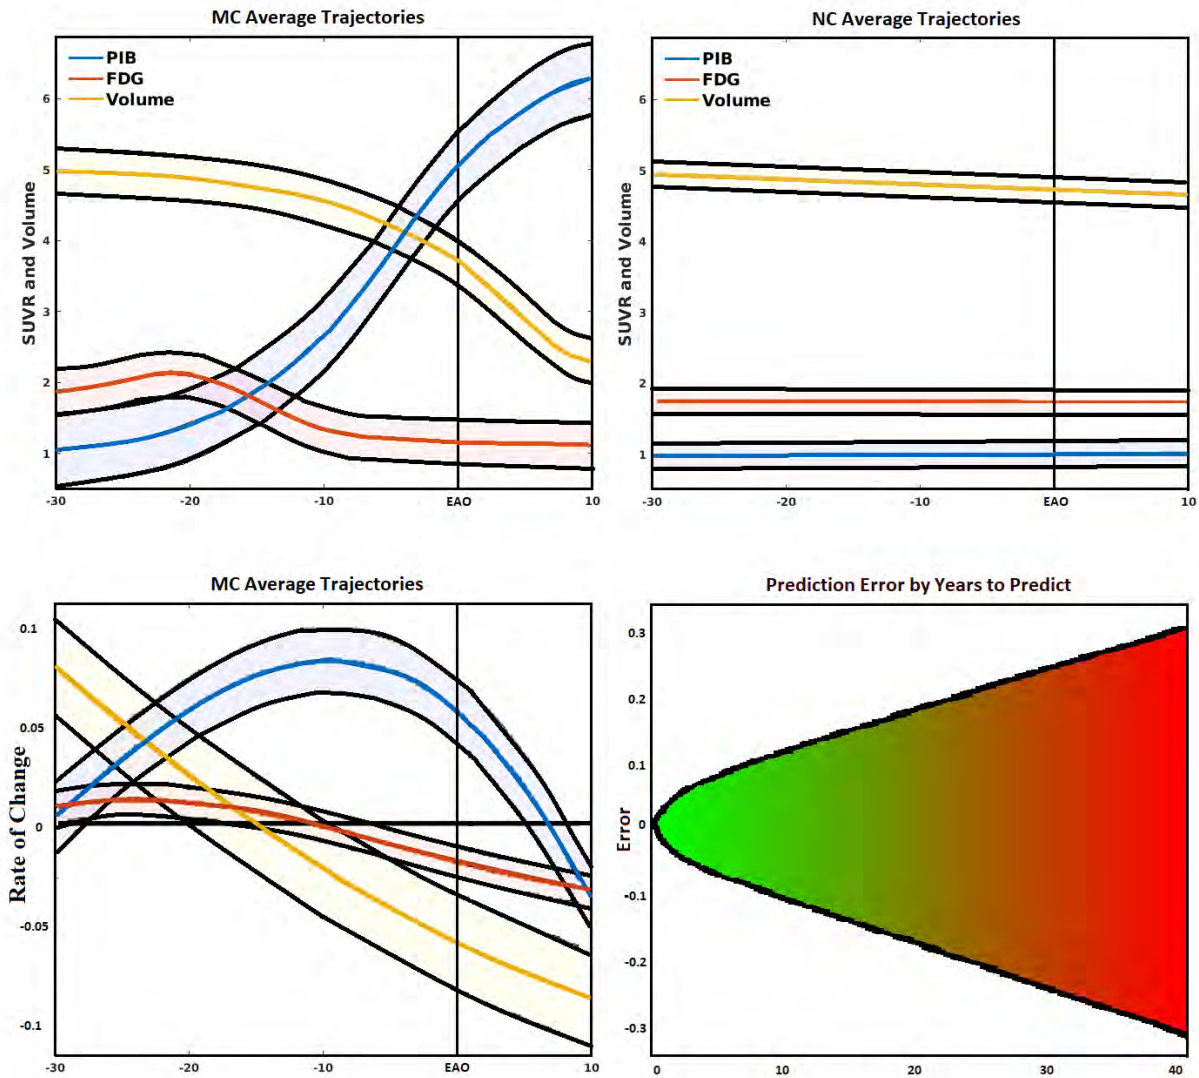 MC Average Trajectories
PIB
FDG
Volume
SUVR and Volume
6
5
4
3
2
1
-30 -20 -10 EAO 10
NC Average Trajectories
PIB
FDG
Volume
SUVR and Volume
6
5
4
3
2
1
-30 -20 -10 EAO 10
MC Average Trajectories
Rate of Change
0.1
0.05
0
-0.05
-0.1
-30 -20 -10 EAO 10
Prediction Error by Years to Predict
Error
0.3
0.2
0.1
0
-0.1
-0.2
-0.3
0 10 20 30 40